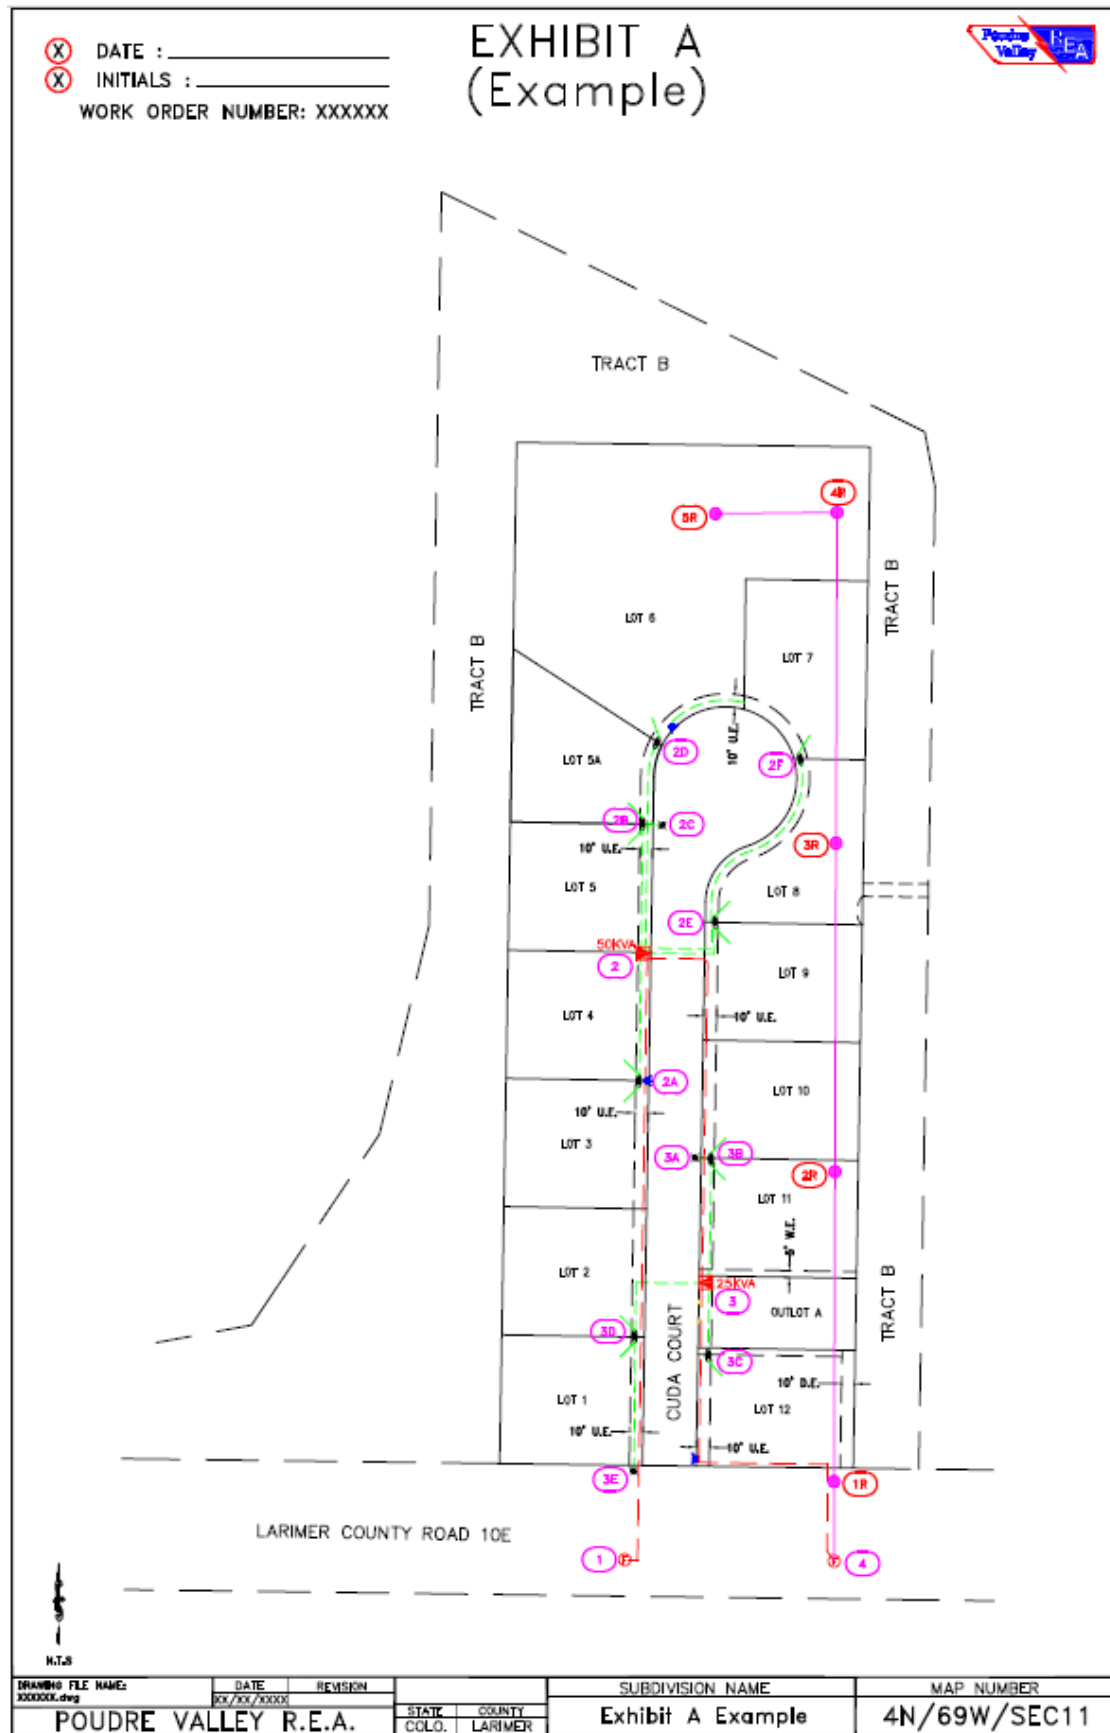 EXHIBIT A
(Example)
X DATE :
X INITIALS :
WORK ORDER NUMBER: XXXXXX
Poudre
Valley
REA
TRACT B
4R
5R
TRACT B
LOT 6
LOT 7
TRACT B
10' U.E.
2D
LOT 5A
2F
2B
2C
10' U.E.
3R
LOT 5
LOT 8
2E
50KVA
2
LOT 9
LOT 4
10' U.E.
2A
LOT 10
10' U.E.
LOT 3
3A
3B
2R
LOT 11
LOT 2
25KVA
3
OUTLOT A
TRACT B
3D
CUDA COURT
3C
10' D.E.
LOT 1
LOT 12
10' U.E.
10' U.E.
3E
1R
LARIMER COUNTY ROAD 10E
1
4
N.T.S
DRAWING FILE NAME:
XXXXXX.dwg
DATE
XX/XX/XXXX
REVISION
POUDRE VALLEY R.E.A.
STATE
COLO.
COUNTY
LARIMER
SUBDIVISION NAME
Exhibit A Example
MAP NUMBER
4N/69W/SEC11